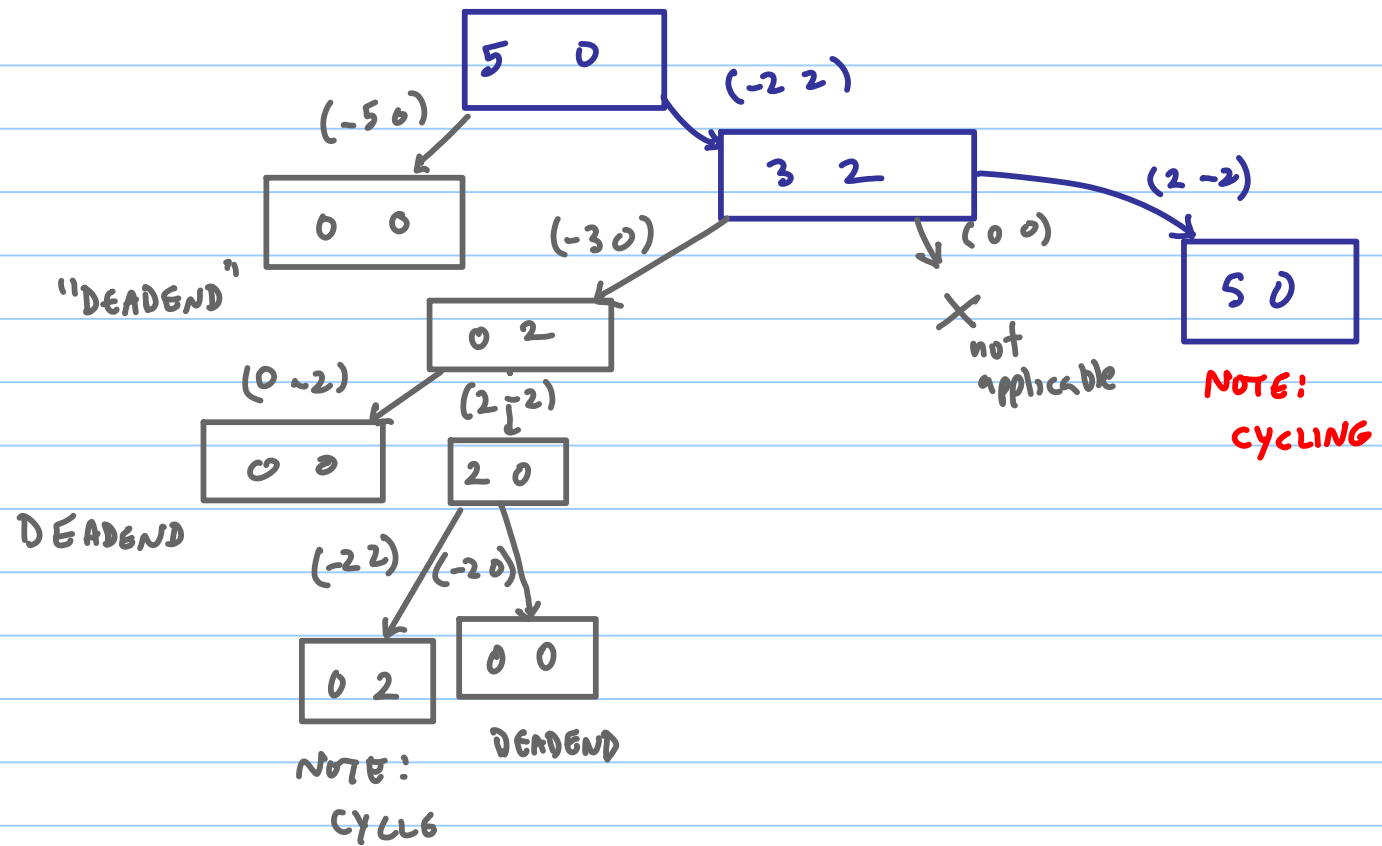 5 0
(-2 2)
(-5 0)
3 2
(2 -2)
0 0
(-3 0)
(0 0)
"DEADEND"
5 0
0 2
not
applicable
NOTE:
CYCLING
(0 -2)
(2 -2)
0 0
2 0
DEADEND
(-2 2)
(-2 0)
0 2
0 0
DEADEND
NOTE:
CYCLE